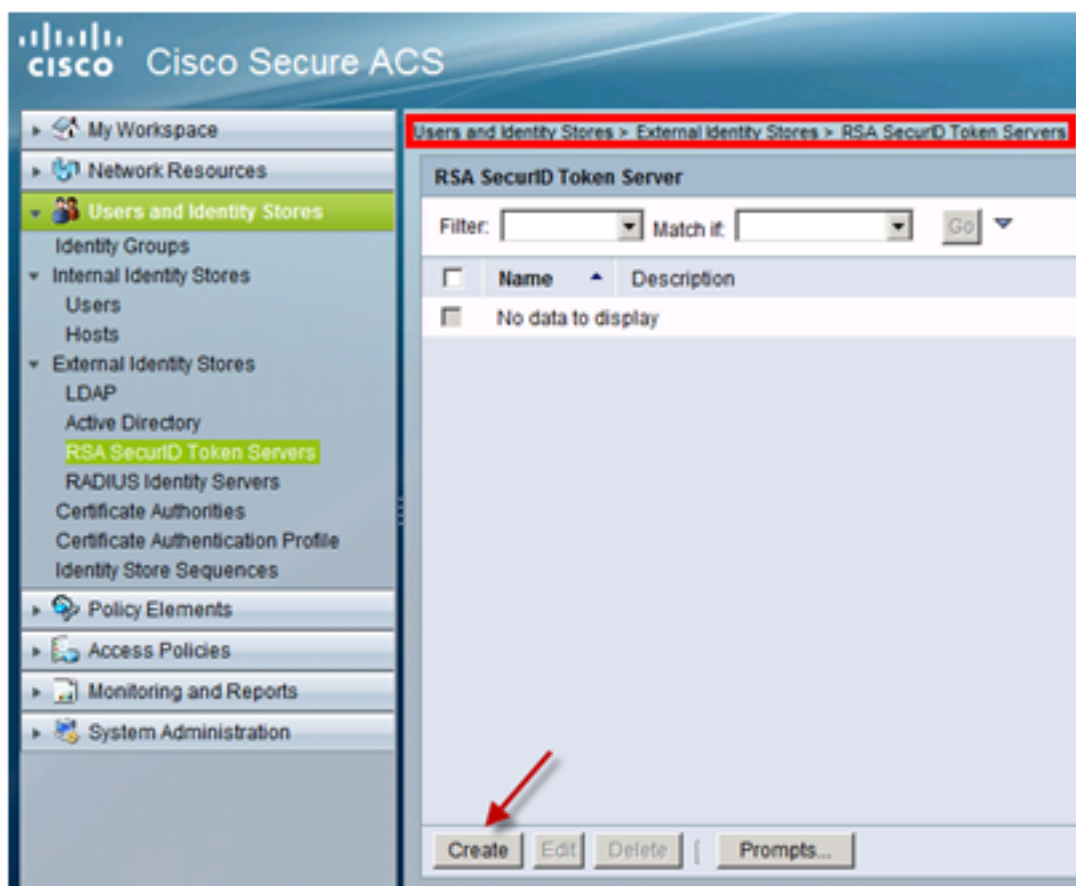 CISCO Cisco Secure ACS
My Workspace
Network Resources
Users and Identity Stores
Identity Groups
Internal Identity Stores
Users
Hosts
External Identity Stores
LDAP
Active Directory
RSA SecurID Token Servers
RADIUS Identity Servers
Certificate Authorities
Certificate Authentication Profile
Identity Store Sequences
Policy Elements
Access Policies
Monitoring and Reports
System Administration
Users and Identity Stores > External Identity Stores > RSA SecurID Token Servers
RSA SecurID Token Server
Filter: Match if: Go
Name Description
No data to display
Create Edit Delete | Prompts...